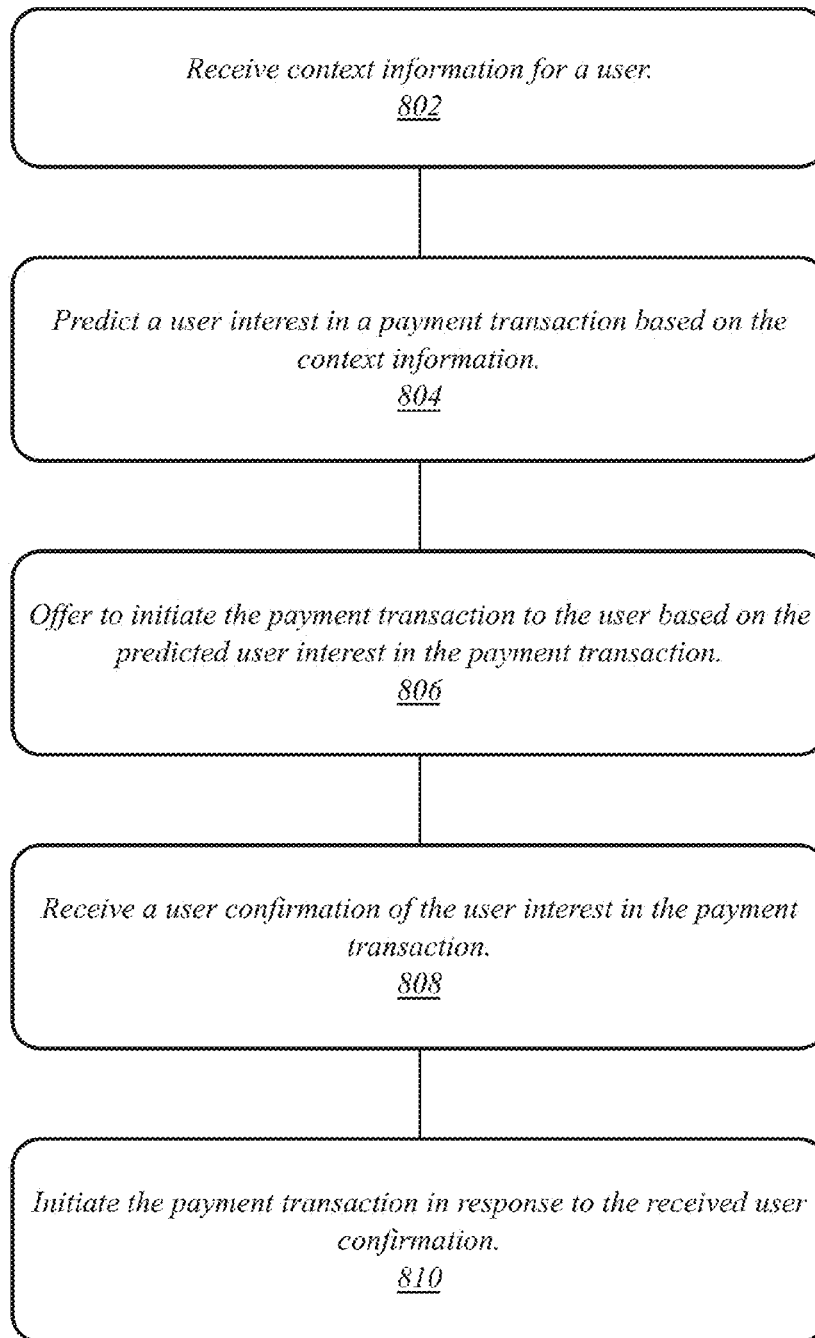 Receive context information for a user.
802
Predict a user interest in a payment transaction based on the
context information.
804
Offer to initiate the payment transaction to the user based on the
predicted user interest in the payment transaction.
806
Receive a user confirmation of the user interest in the payment
transaction.
808
Initiate the payment transaction in response to the received user
confirmation.
810